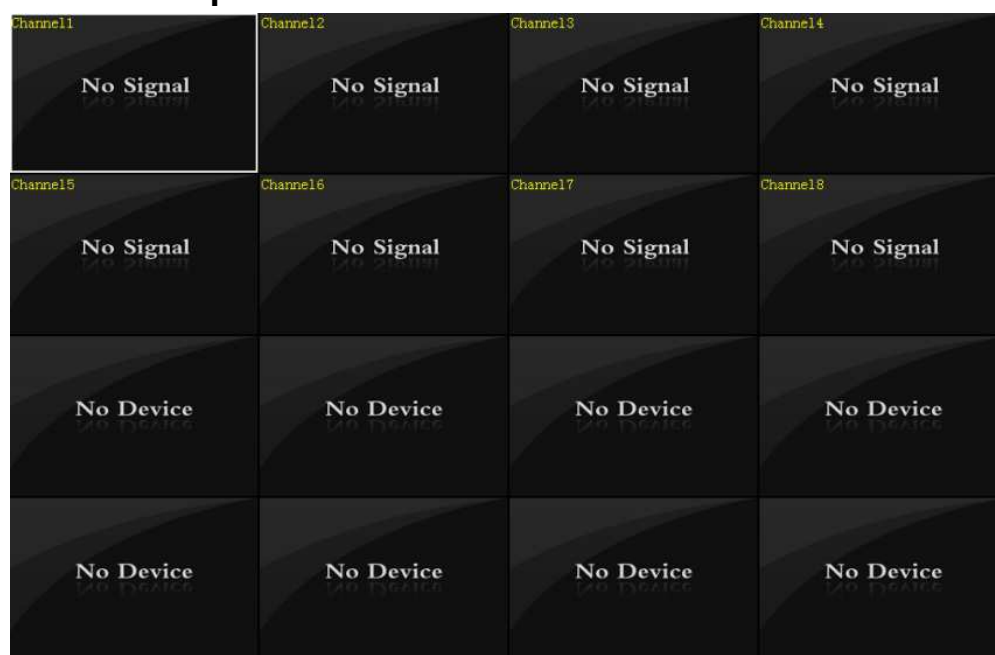 Channel1 Channel2 Channel3 Channel4
No Signal No Signal No Signal No Signal
Channel5 Channel6 Channel7 Channel8
No Signal No Signal No Signal No Signal
No Device No Device No Device No Device
No Device No Device No Device No Device